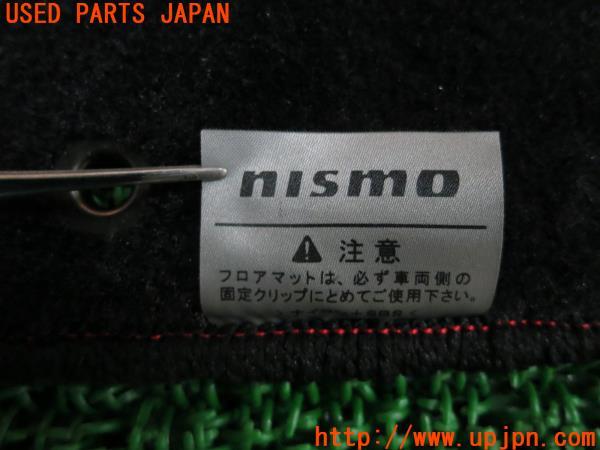 USED PARTS JAPAN
nismo
注意
フロアマットは、必ず車両側の
固定クリップにとめてご使用下さい。
http://www.upjpn.com